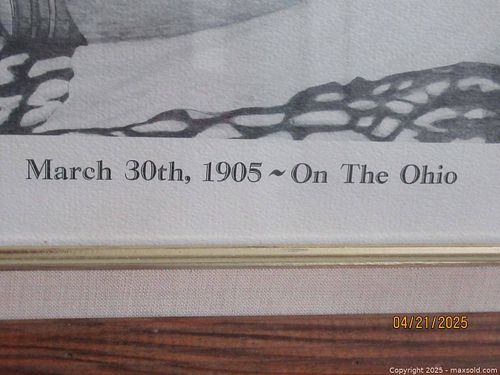 March 30th, 1905 ~ On The Ohio
04/21/2025
Copyright 2025 - maxsold.com